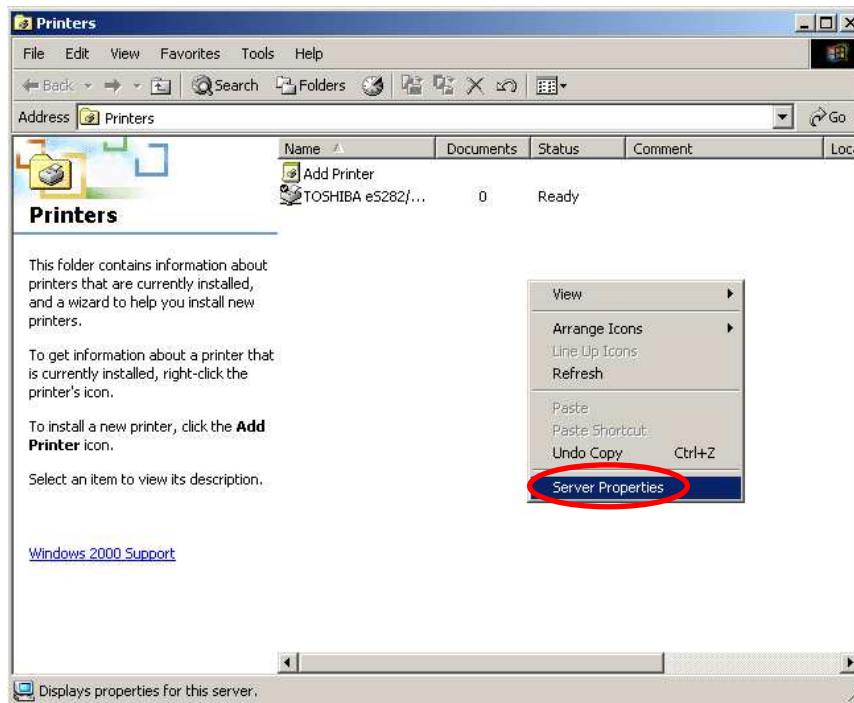 Printers
File Edit View Favorites Tools Help
Back Search Folders
Address Printers Go
Name Documents Status Comment Loca
Add Printer
TOSHIBA eS282/... 0 Ready
Printers
This folder contains information about
printers that are currently installed,
and a wizard to help you install new
printers.
To get information about a printer that
is currently installed, right-click the
printer's icon.
To install a new printer, click the Add
Printer icon.
Select an item to view its description.
Windows 2000 Support
View
Arrange Icons
Line Up Icons
Refresh
Paste
Paste Shortcut
Undo Copy Ctrl+Z
Server Properties
Displays properties for this server.